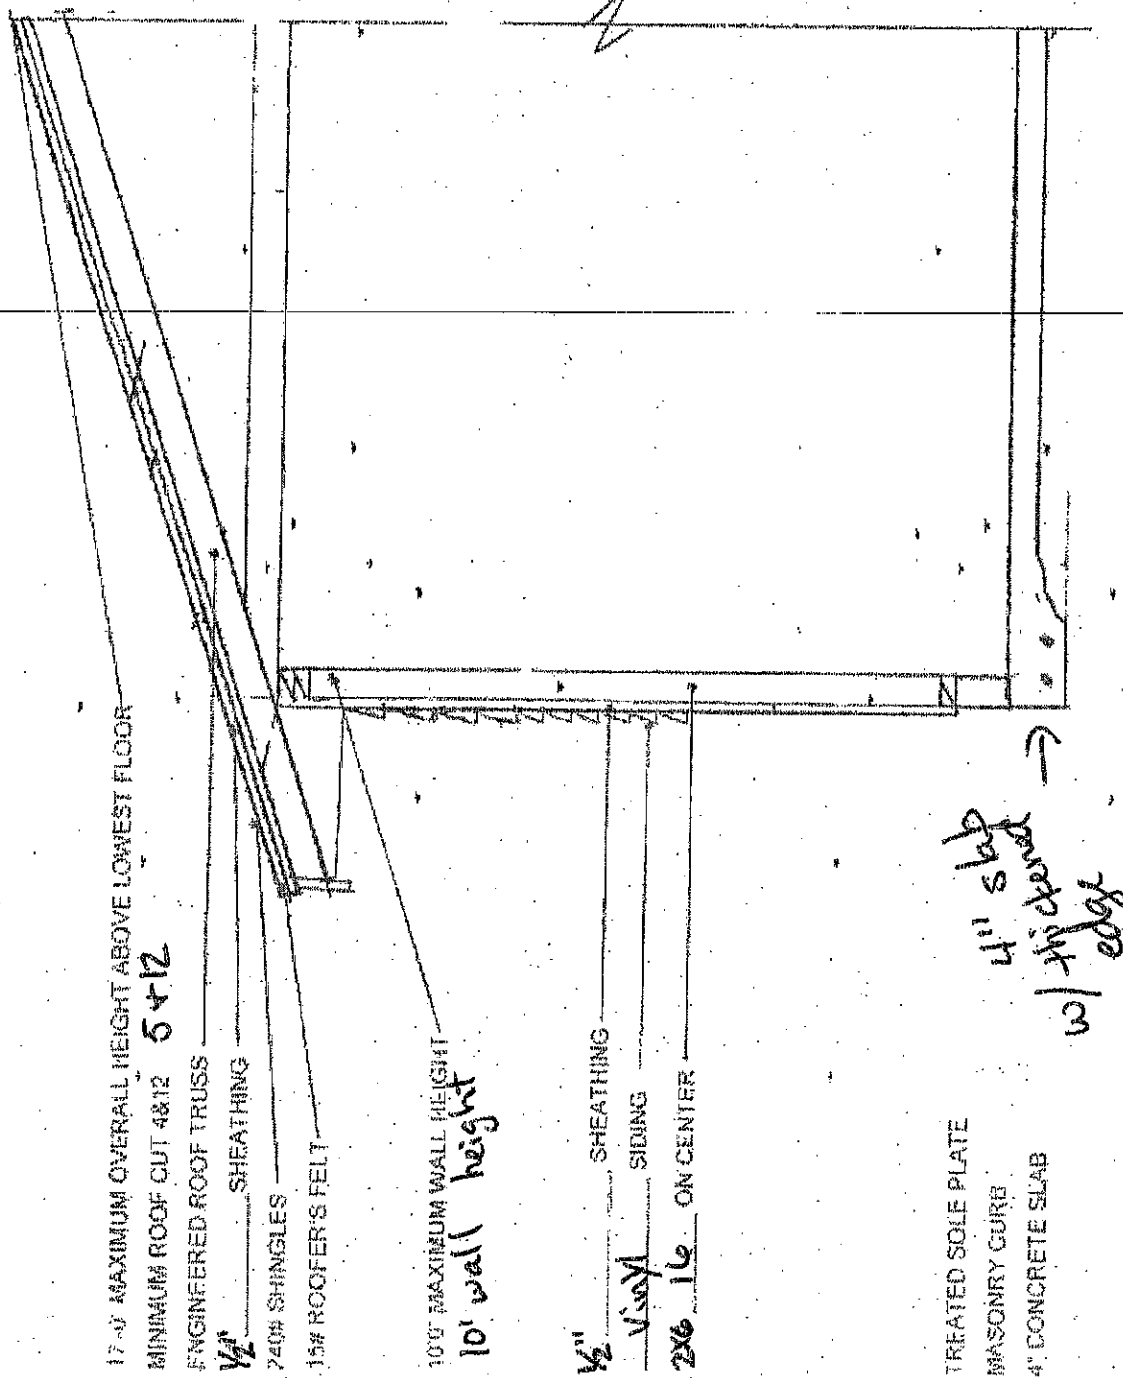 17'-0" MAXIMUM OVERALL HEIGHT ABOVE LOWEST FLOOR
MINIMUM ROOF CUT 4&12 5+12
ENGINEERED ROOF TRUSS
1/2" SHEATHING
240# SHINGLES
15# ROOFER'S FELT
10'0" MAXIMUM WALL HEIGHT
10' wall height
1/2" SHEATHING
Vinyl SIDING
2X6 16 ON CENTER
TREATED SOLE PLATE
MASONRY CURB
4" CONCRETE SLAB
4" slab
w/ thickened
edge